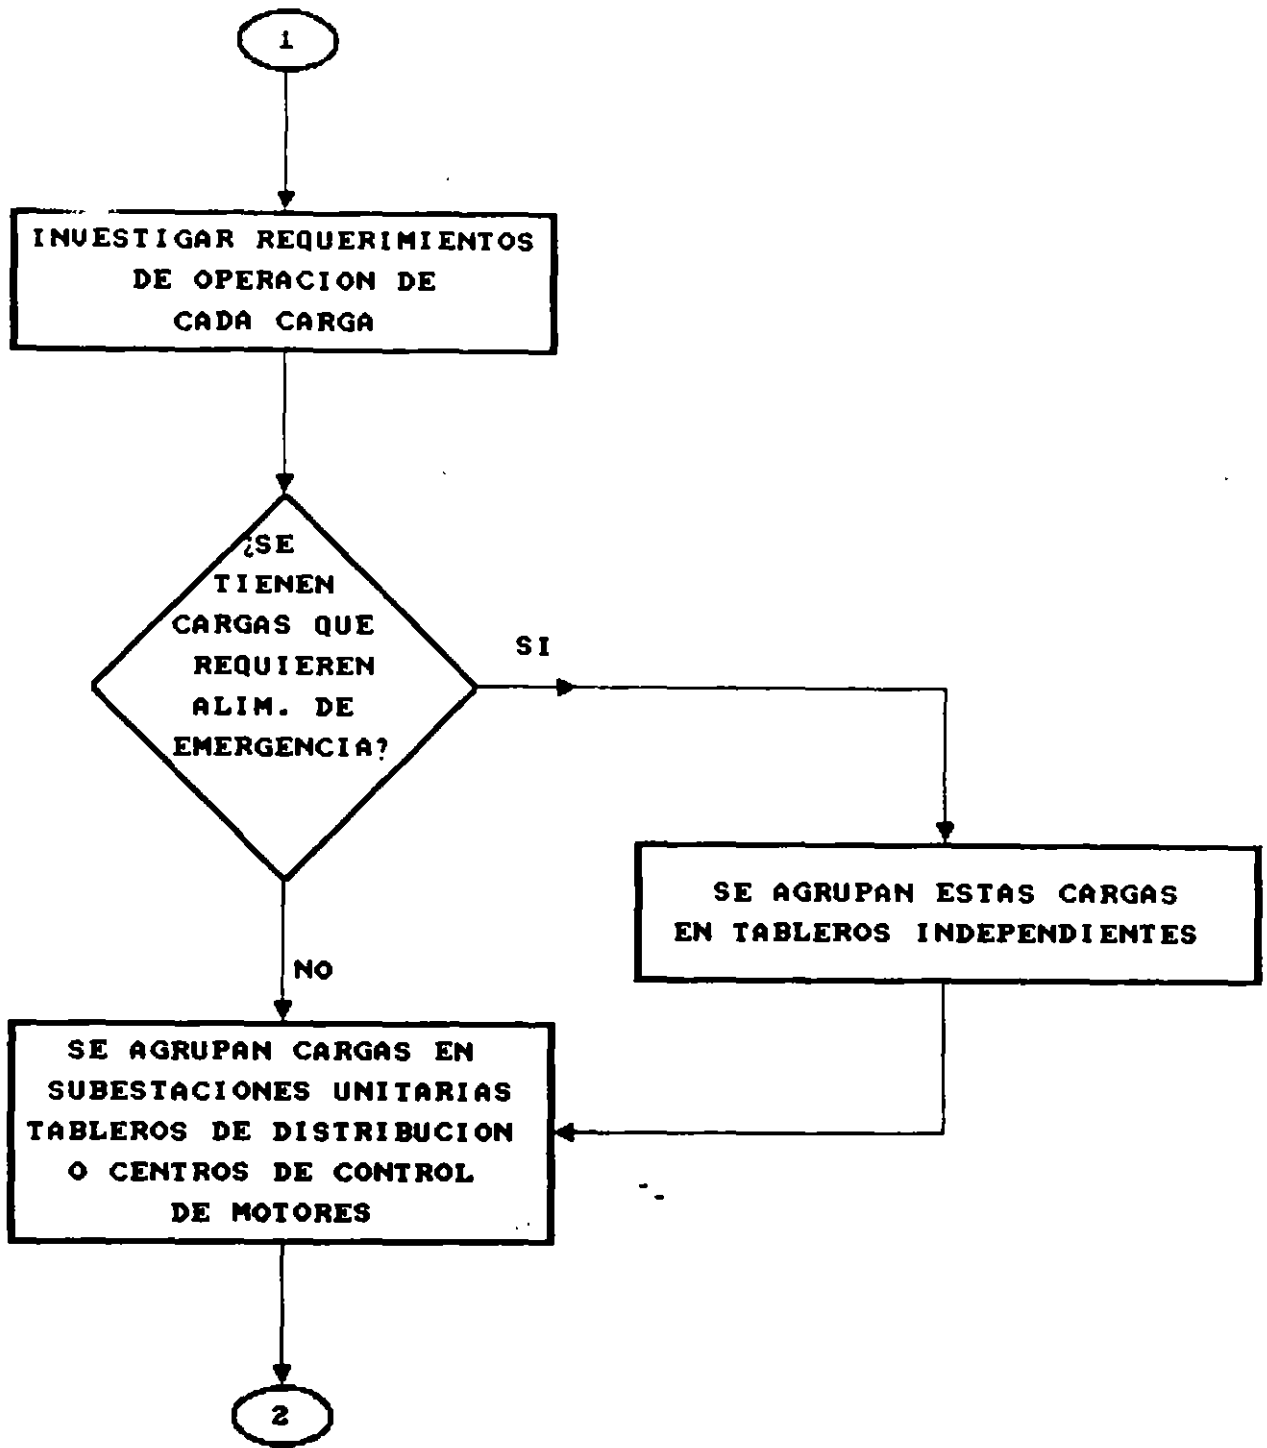 1
INVESTIGAR REQUERIMIENTOS
DE OPERACION DE
CADA CARGA
¿SE
TIENEN
CARGAS QUE
REQUIEREN
ALIM. DE
EMERGENCIA?
SI
SE AGRUPAN ESTAS CARGAS
EN TABLEROS INDEPENDIENTES
NO
SE AGRUPAN CARGAS EN
SUBESTACIONES UNITARIAS
TABLEROS DE DISTRIBUCION
O CENTROS DE CONTROL
DE MOTORES
2